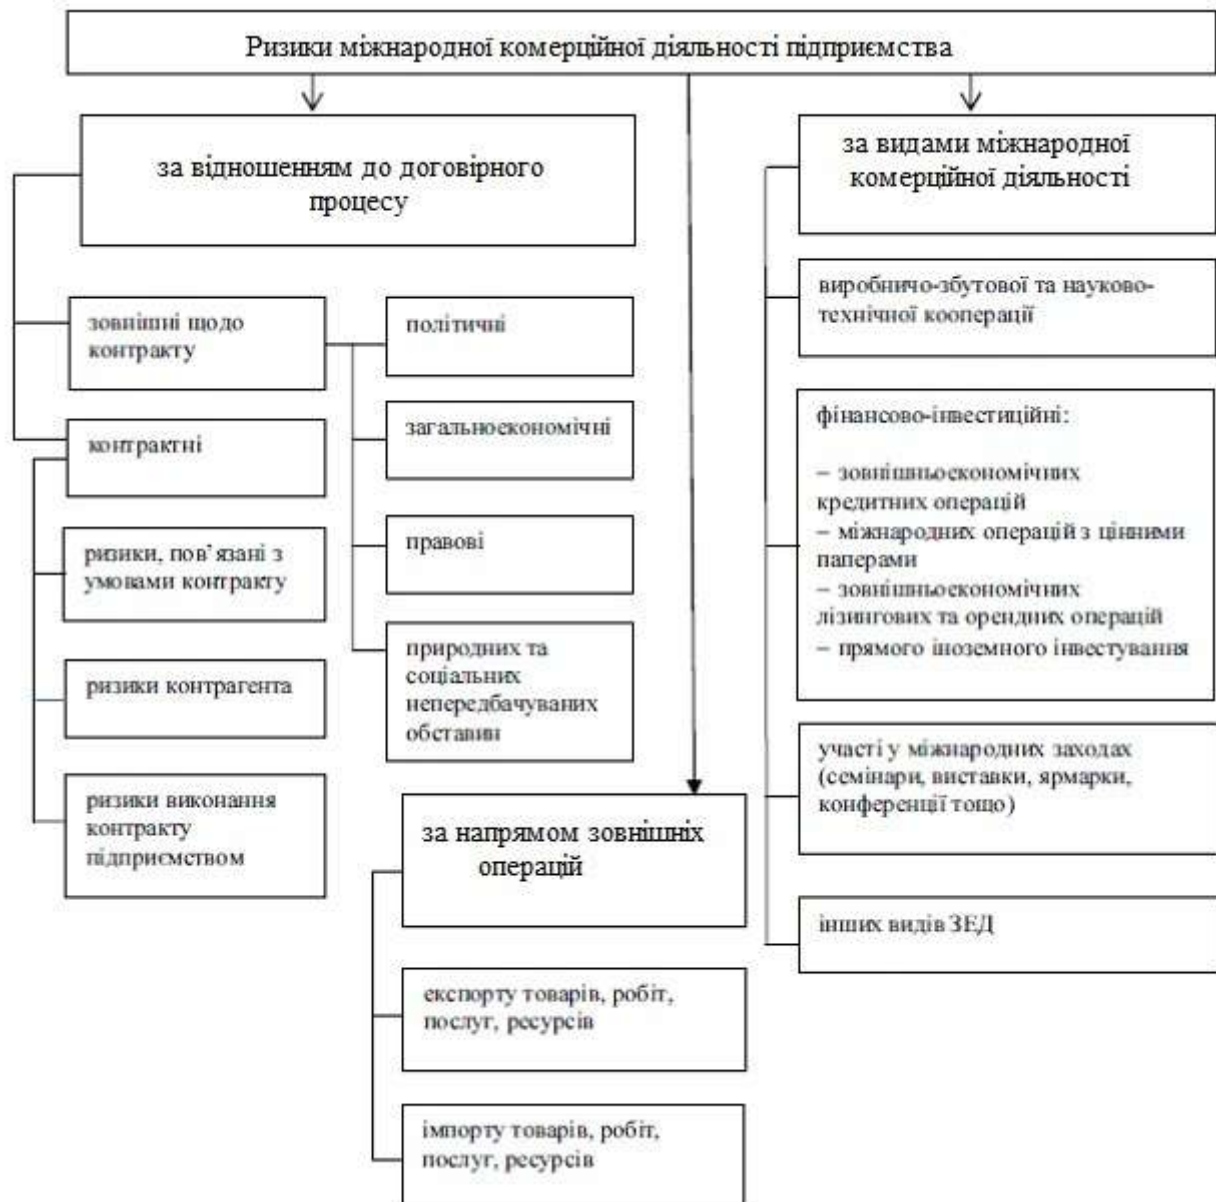 Ризики міжнародної комерційної діяльності підприємства
за відношенням до договірного
процесу
зовнішні щодо
контракту
політичні
загальноекономічні
правові
природних та
соціальних
непередбачуваних
обставин
контрактні
ризики, пов’язані з
умовами контракту
ризики контрагента
ризики виконання
контракту
підприємством
за напрямом зовнішніх
операцій
експорту товарів, робіт,
послуг, ресурсів
імпорту товарів, робіт,
послуг, ресурсів
за видами міжнародної
комерційної діяльності
виробничо-збутової та науково-
технічної кооперації
фінансово-інвестиційні:
– зовнішньоекономічних
кредитних операцій
– міжнародних операцій з цінними
паперами
– зовнішньоекономічних
лізингових та орендних операцій
– прямого іноземного інвестування
участі у міжнародних заходах
(семінари, виставки, ярмарки,
конференції тощо)
інших видів ЗЕД